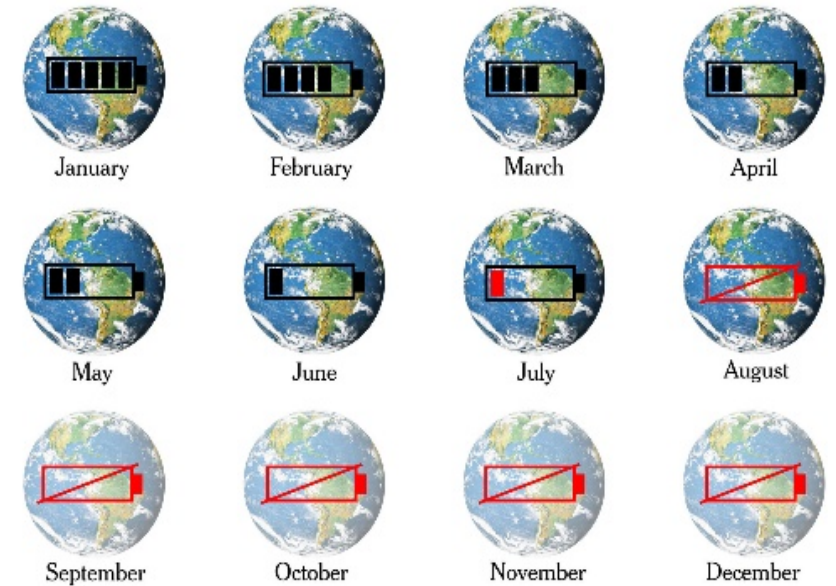 January
February
March
April
May
June
July
August
September
October
November
December